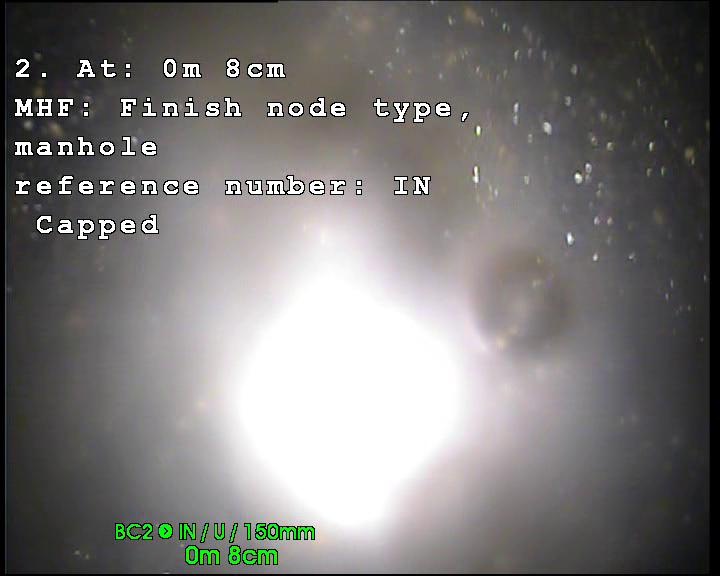 2. At: 0m 8cm
MHF: Finish node type,
manhole
reference number: IN
Capped
BC2 IN / U / 150mm
0m 8cm